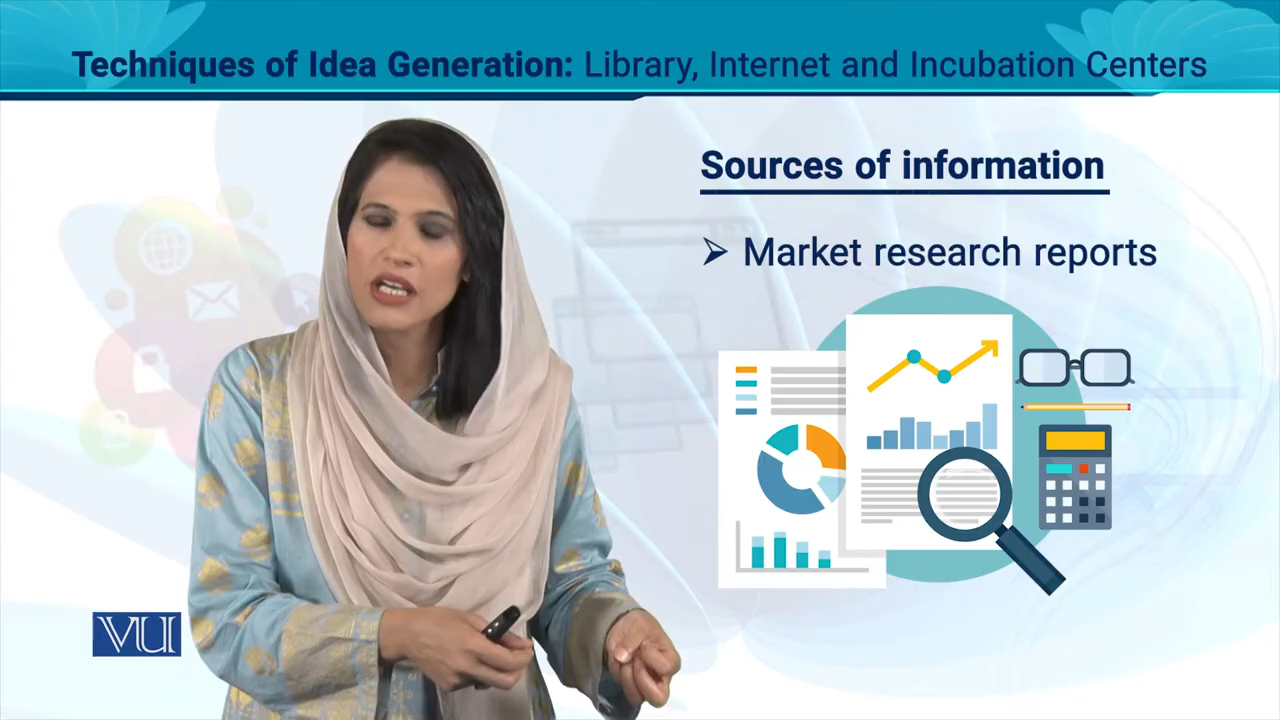 Techniques of Idea Generation: Library, Internet and Incubation Centers
Sources of information
➢ Market research reports
VU